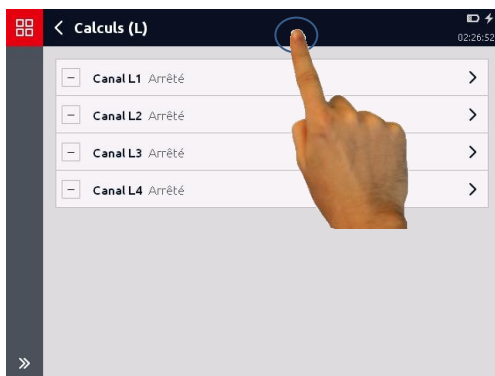 Calculs (L)
02:26:52
Canal L1 Arrêté
Canal L2 Arrêté
Canal L3 Arrêté
Canal L4 Arrêté